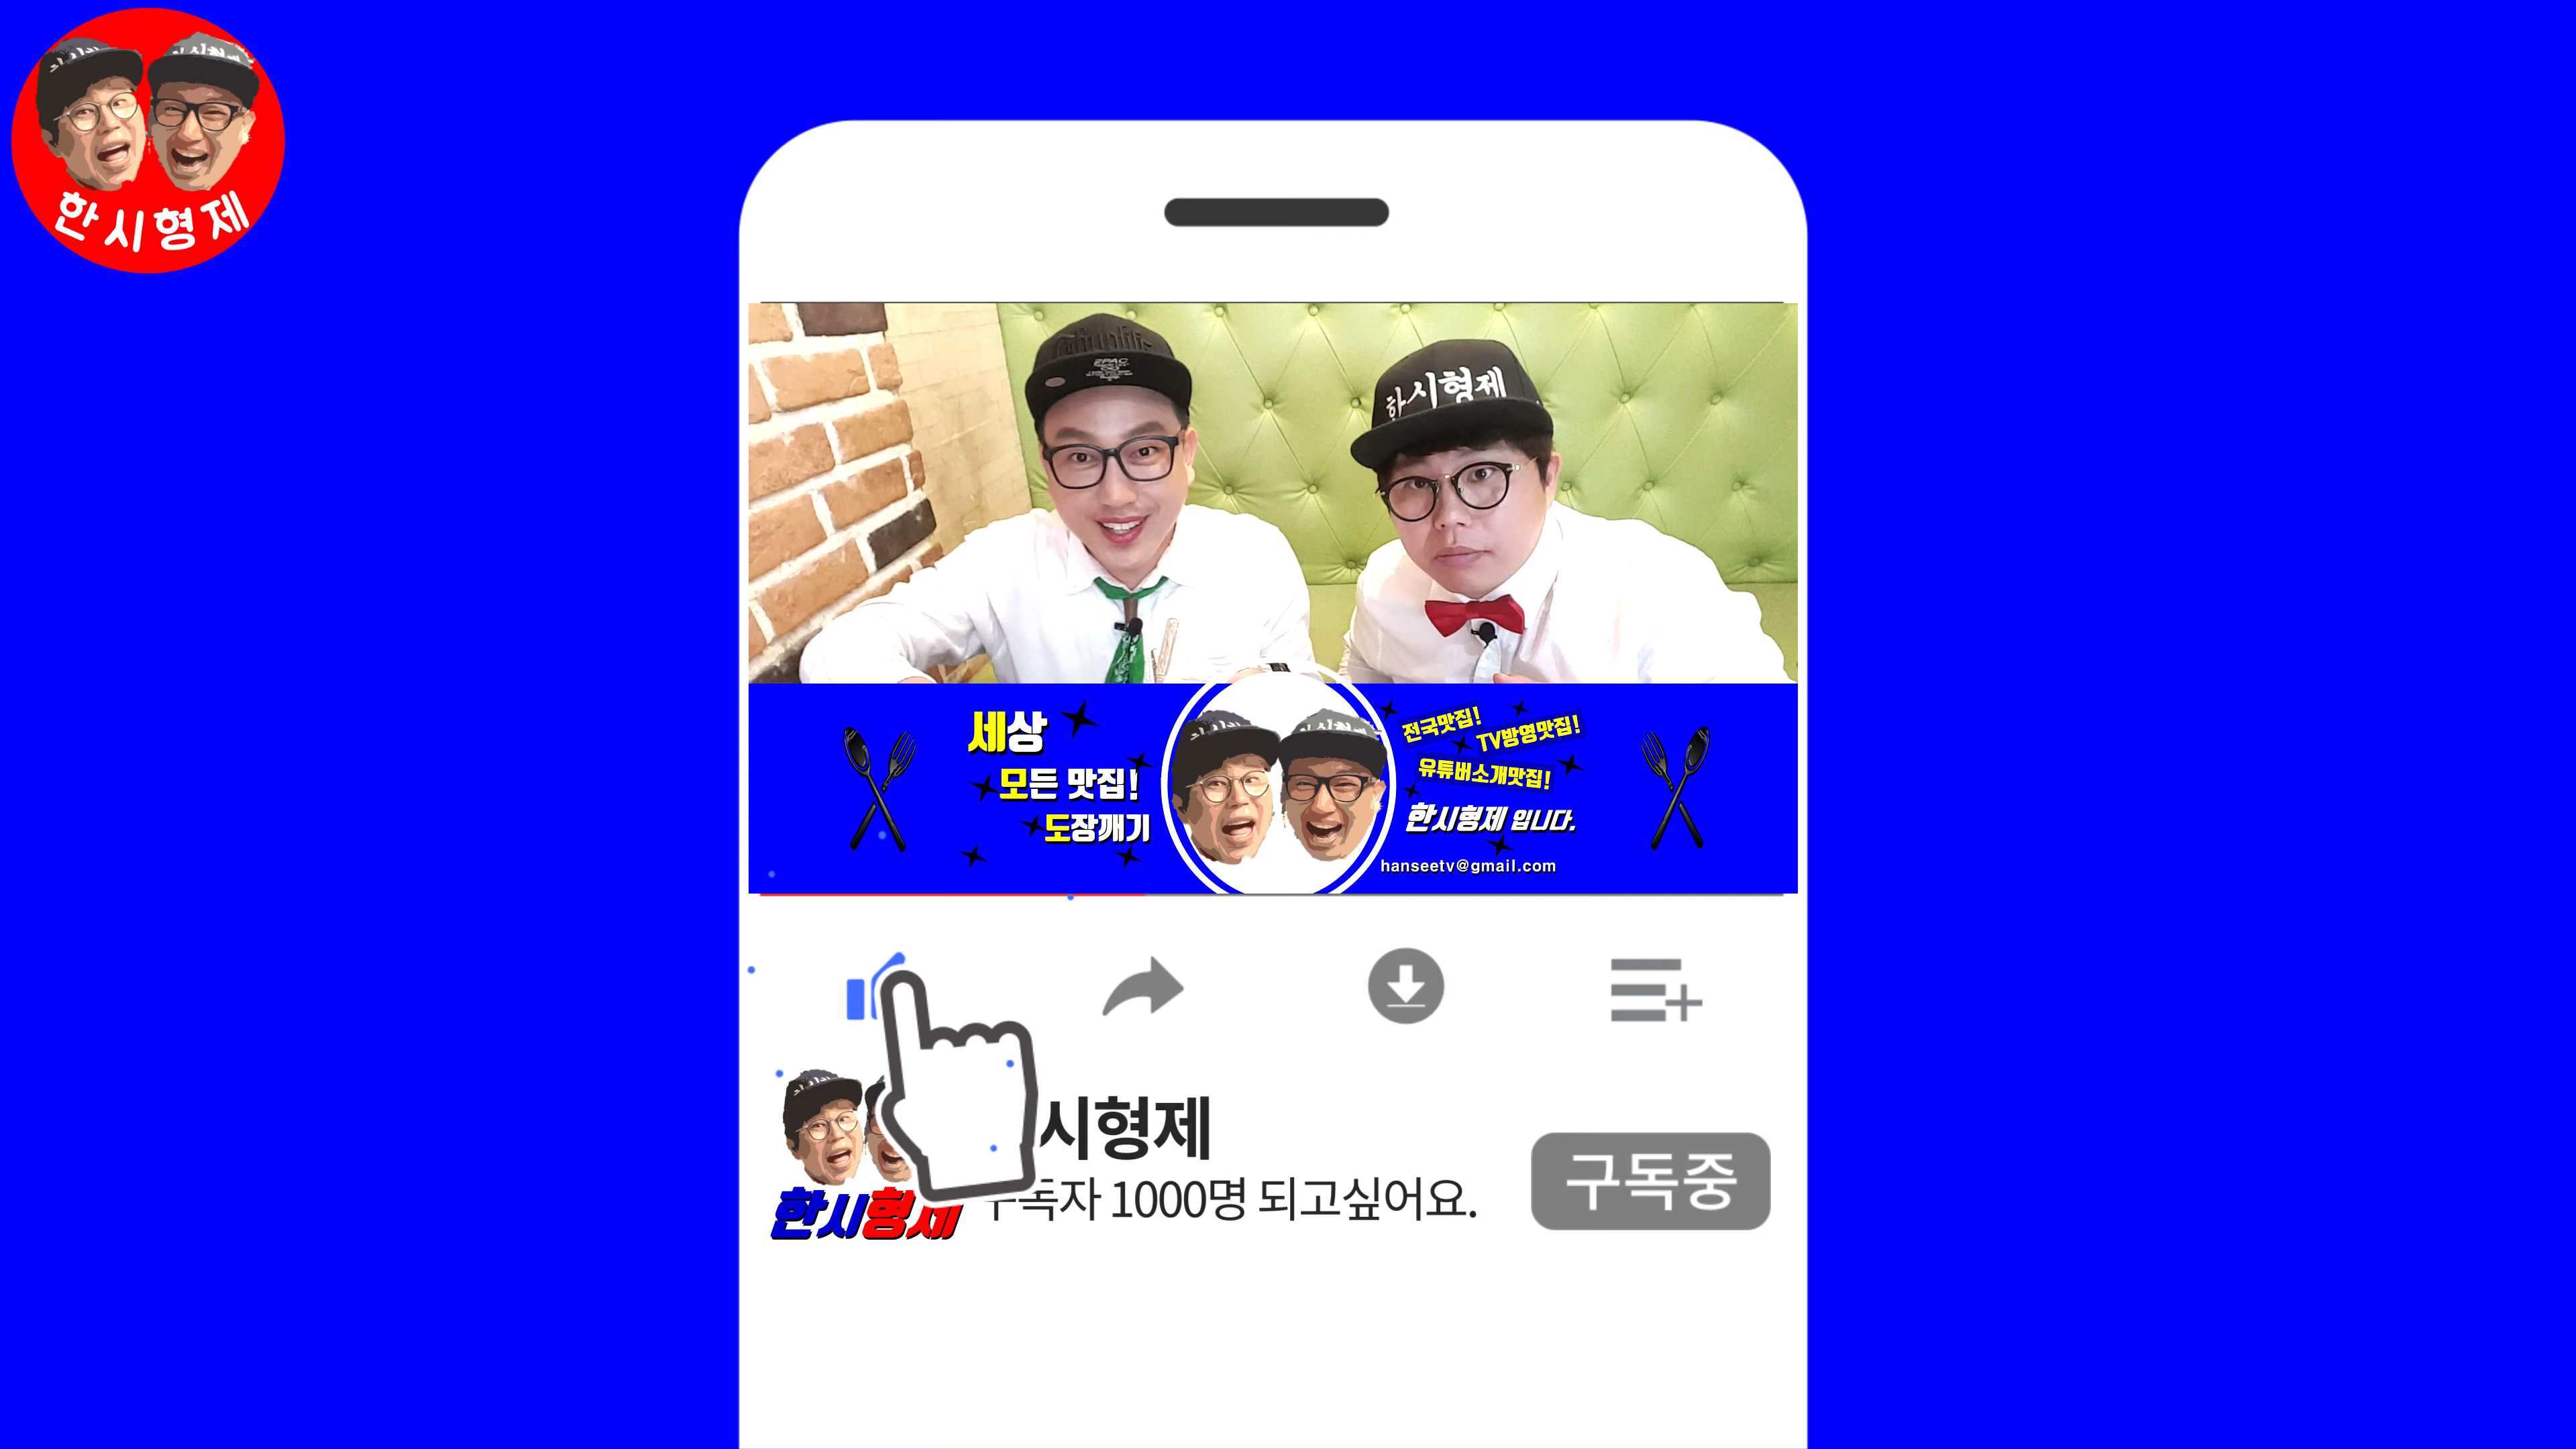 한시형제
2PAC
한시형제
세상
모든 맛집!
도장깨기
전국맛집!
TV방영맛집!
유튜버소개맛집!
한시형제 입니다.
hanseetv@gmail.com
시형제
구독자 1000명 되고싶어요.
구독중
한시형제